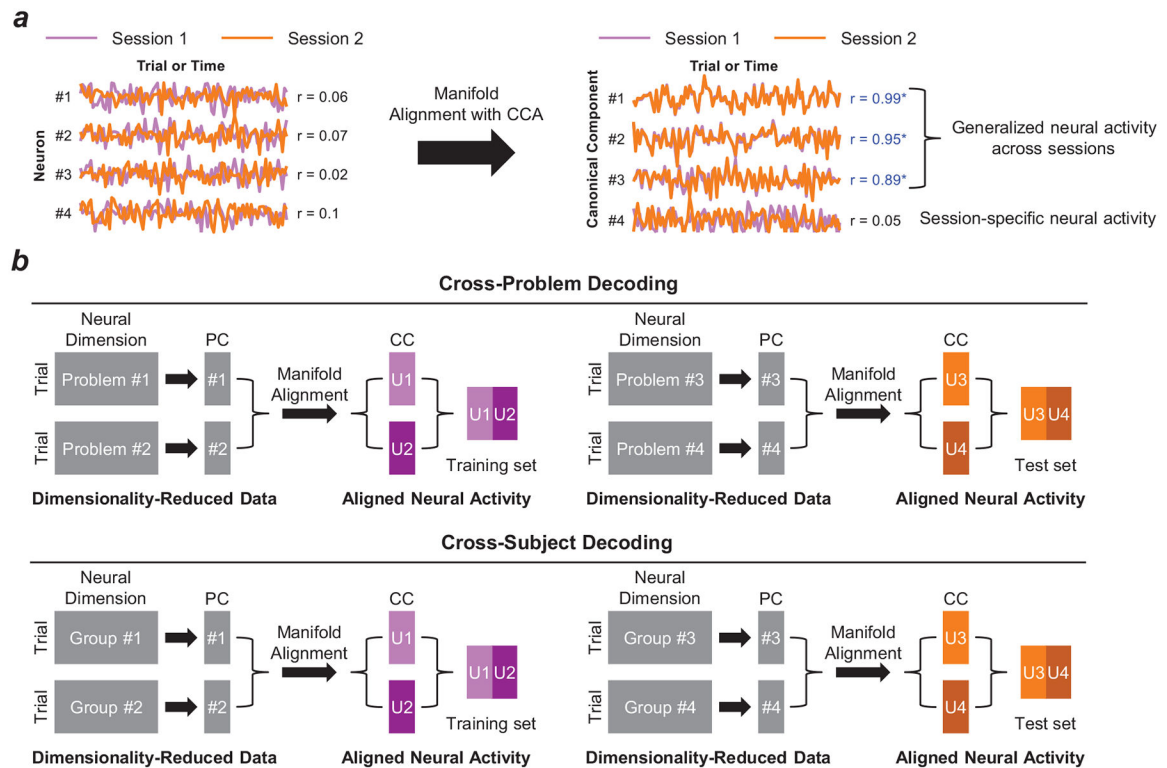 a
Session 1
Session 2
Trial or Time
Neuron
#1
r = 0.06
#2
r = 0.07
#3
r = 0.02
#4
r = 0.1
Manifold
Alignment with CCA
Session 1
Session 2
Trial or Time
Canonical Component
#1
r = 0.99*
#2
r = 0.95*
#3
r = 0.89*
#4
r = 0.05
Generalized neural activity
across sessions
Session-specific neural activity
b
Cross-Problem Decoding
Neural
Dimension
PC
CC
Trial
Problem #1
#1
Manifold
Alignment
U1
Trial
Problem #2
#2
U2
U1 U2
Training set
Dimensionality-Reduced Data
Aligned Neural Activity
Neural
Dimension
PC
CC
Trial
Problem #3
#3
Manifold
Alignment
U3
Trial
Problem #4
#4
U4
U3 U4
Test set
Dimensionality-Reduced Data
Aligned Neural Activity
Cross-Subject Decoding
Neural
Dimension
PC
CC
Trial
Group #1
#1
Manifold
Alignment
U1
Trial
Group #2
#2
U2
U1 U2
Training set
Dimensionality-Reduced Data
Aligned Neural Activity
Neural
Dimension
PC
CC
Trial
Group #3
#3
Manifold
Alignment
U3
Trial
Group #4
#4
U4
U3 U4
Test set
Dimensionality-Reduced Data
Aligned Neural Activity